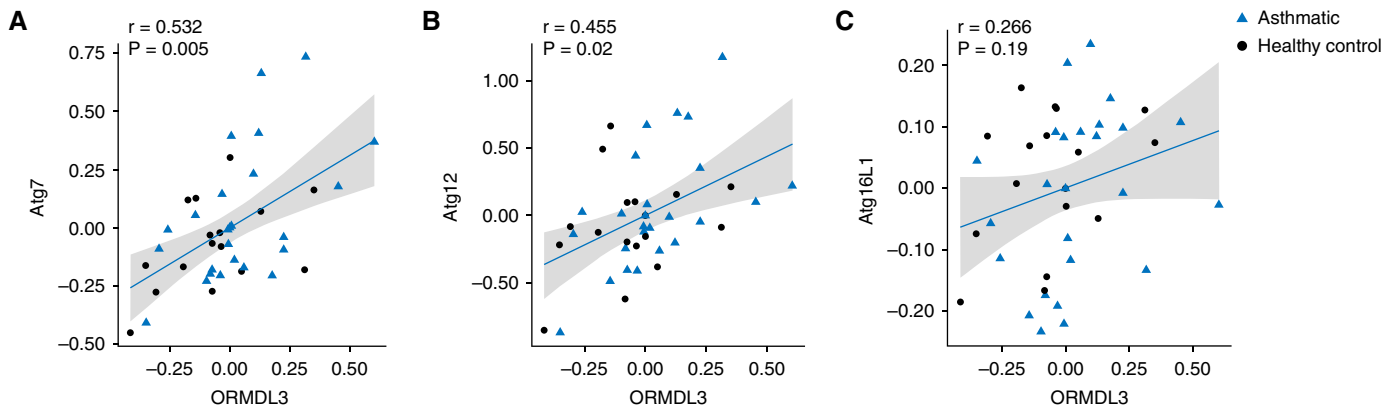 A
r = 0.532
P = 0.005
0.75
0.50
0.25
0.00
−0.25
−0.50
Atg7
−0.25 0.00 0.25 0.50
ORMDL3
B
r = 0.455
P = 0.02
1.00
0.50
0.00
−0.50
Atg12
−0.25 0.00 0.25 0.50
ORMDL3
C
r = 0.266
P = 0.19
0.20
0.10
0.00
−0.10
−0.20
Atg16L1
−0.25 0.00 0.25 0.50
ORMDL3
Asthmatic
Healthy control